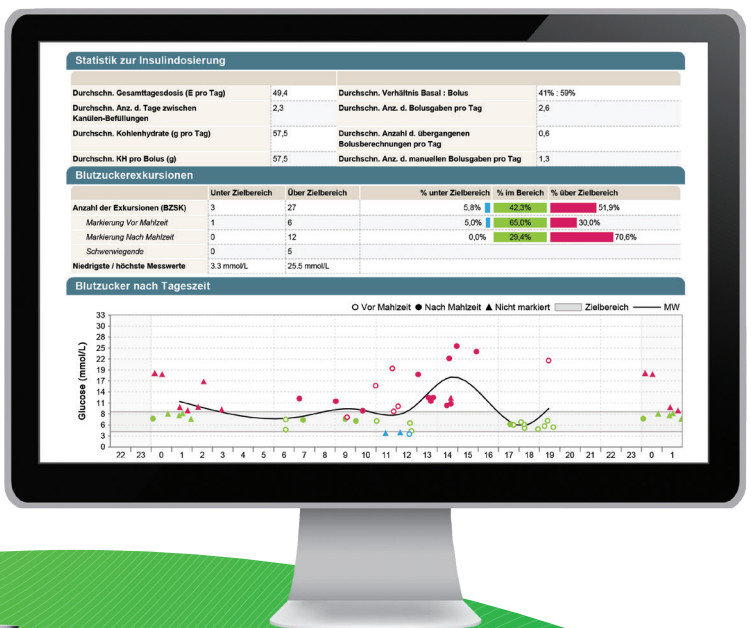 Statistik zur Insulindosierung
Durchschn. Gesamttagesdosis (E pro Tag) 49,4 Durchschn. Verhältnis Basal : Bolus 41% : 59%
Durchschn. Anz. d. Tage zwischen 2,3 Durchschn. Anz. d. Bolusgaben pro Tag 2,6
Kanülen-Befüllungen
Durchschn. Kohlenhydrate (g pro Tag) 57,5 Durchschn. Anzahl d. übergangenen 0,6
Bolusberechnungen pro Tag
Durchschn. KH pro Bolus (g) 57,5 Durchschn. Anz. d. manuellen Bolusgaben pro Tag 1,3
Blutzuckerexkursionen
Unter Zielbereich Über Zielbereich % unter Zielbereich % im Bereich % über Zielbereich
Anzahl der Exkursionen (BZSK) 3 27 5,8% 42,3% 51,9%
Markierung Vor Mahlzeit 1 6 5,0% 65,0% 30,0%
Markierung Nach Mahlzeit 0 12 0,0% 29,4% 70,6%
Schwerwiegende 0 5
Niedrigste / höchste Messwerte 3.3 mmol/L 25.5 mmol/L
Blutzucker nach Tageszeit
Vor Mahlzeit Nach Mahlzeit Nicht markiert Zielbereich MW
Glucose (mmol/L)
33
30
28
25
22
19
17
14
11
8
6
3
0
22 23 0 1 2 3 4 5 6 7 8 9 10 11 12 13 14 15 16 17 18 19 20 21 22 23 0 1